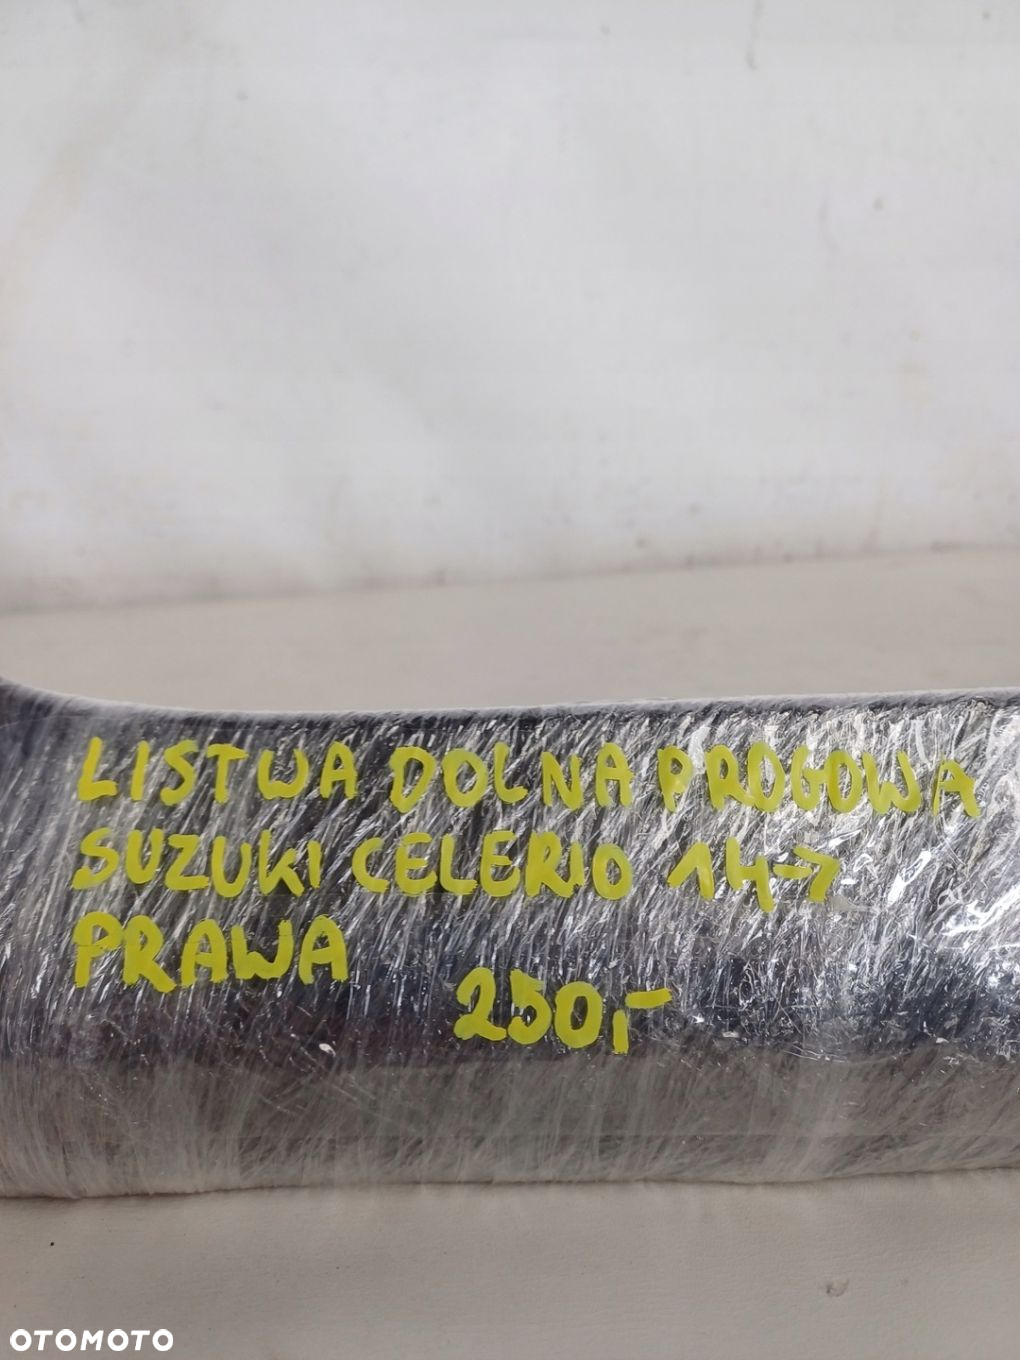 LISTWA DOLNA PROGOWA
SUZUKI CELERIO 14->
PRAWA
250,-
OTOMOTO